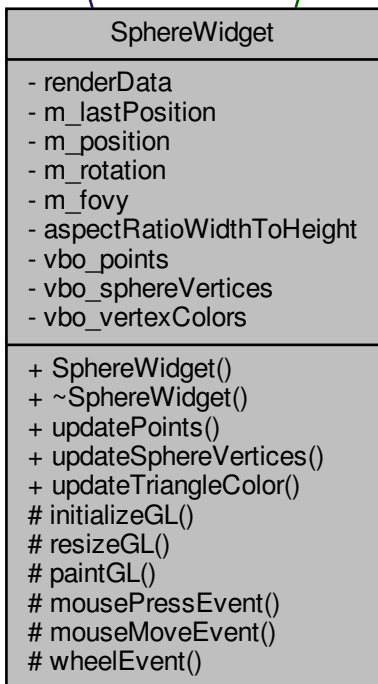 SphereWidget
- renderData
- m_lastPosition
- m_position
- m_rotation
- m_fovy
- aspectRatioWidthToHeight
- vbo_points
- vbo_sphereVertices
- vbo_vertexColors
+ SphereWidget()
+ ~SphereWidget()
+ updatePoints()
+ updateSphereVertices()
+ updateTriangleColor()
# initializeGL()
# resizeGL()
# paintGL()
# mousePressEvent()
# mouseMoveEvent()
# wheelEvent()